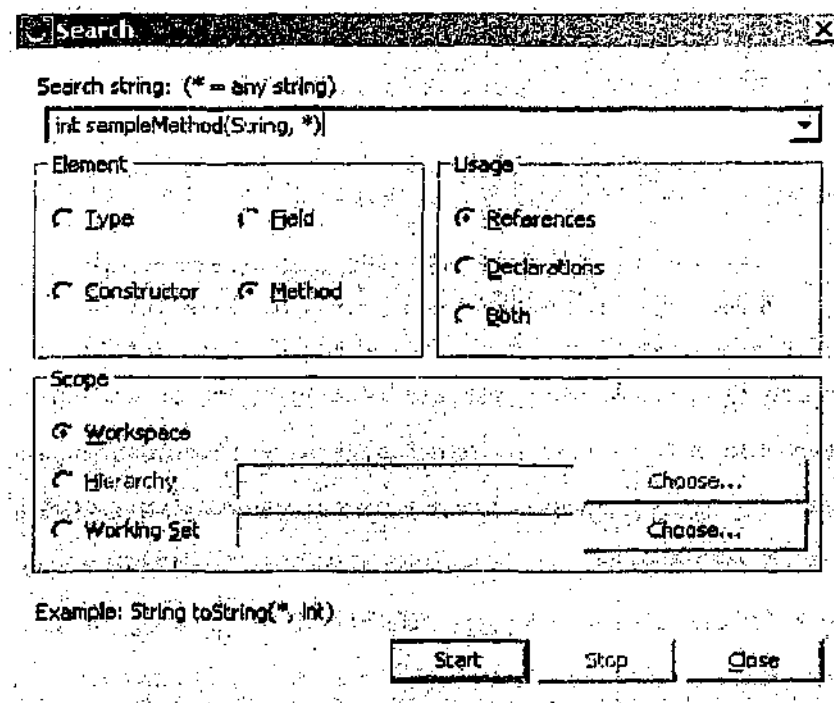 Search
Search string: (* = any string)
int sampleMethod(String, *)
Element
Usage
Type
Field
References
Declarations
Constructor
Method
Both
Scope
Workspace
Hierarchy
Choose...
Working Set
Choose...
Example: String toString(*, int)
Start
Stop
Close